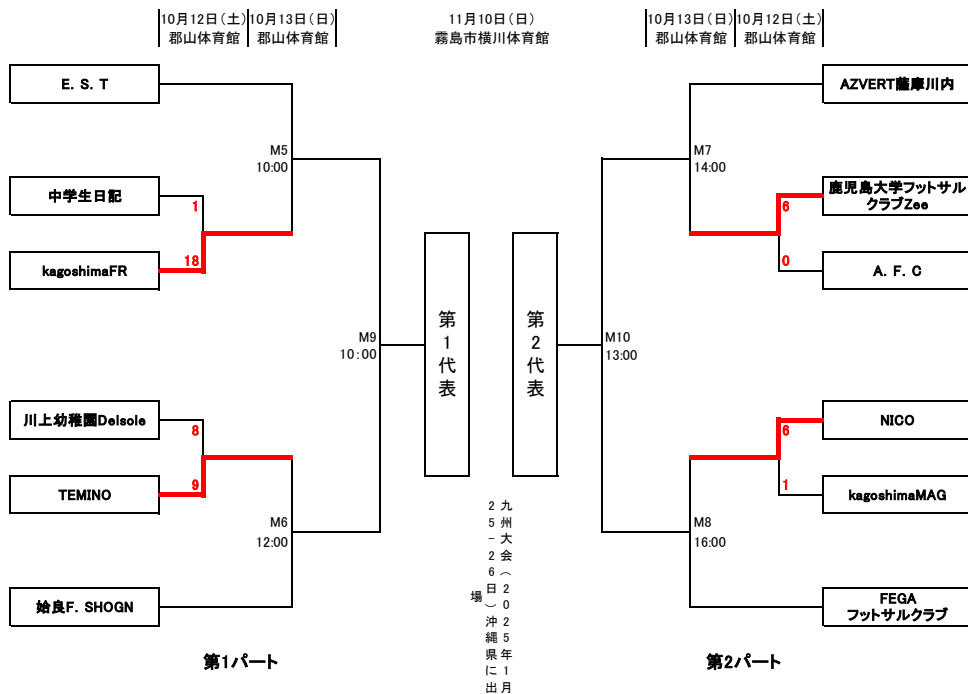 10月12日(土) 10月13日(日) 11月10日(日) 10月13日(日) 10月12日(土)
郡山体育館 郡山体育館 霧島市横川体育館 郡山体育館 郡山体育館
E．S．T
AZVERT薩摩川内
M5
10:00
M7
14:00
中学生日記
1
鹿児島大学フットサル
クラブZee
6
18
kagoshimaFR
0
A．F．C
第1代表
第2代表
M9
10:00
M10
13:00
川上幼稚園Delsole
8
6
NICO
9
TEMINO
1
kagoshimaMAG
M6
12:00
M8
16:00
九州大会(2025年1月
25-26日)沖縄県に出
場
姶良F．SHOGN
FEGA
フットサルクラブ
第1パート
第2パート